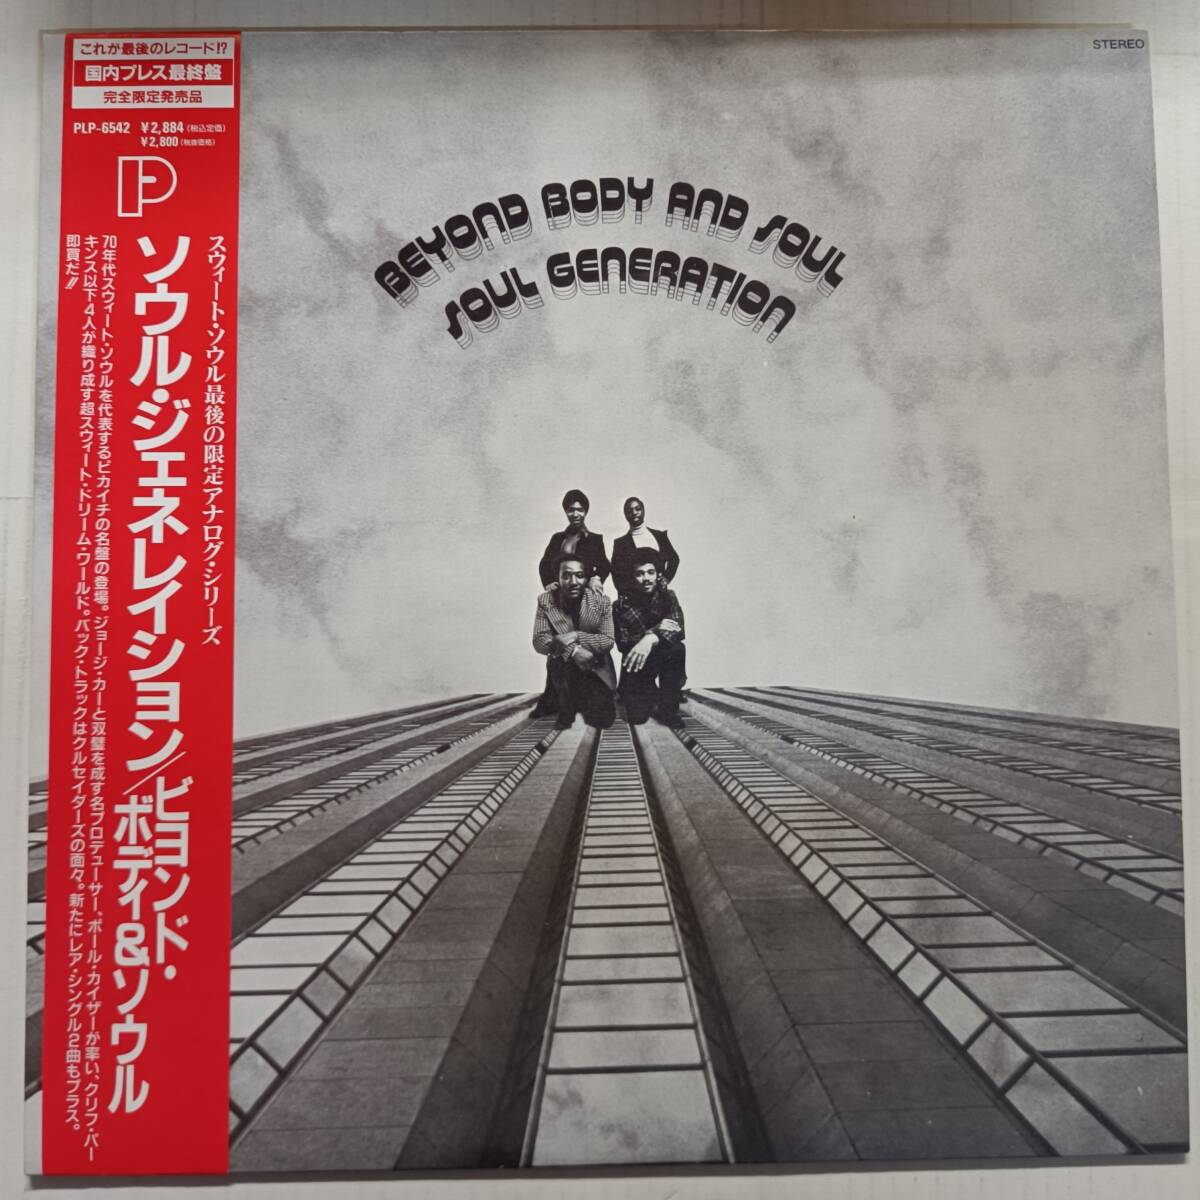 これが最後のレコード!?
国内プレス最終盤
完全限定発売品
PLP-6542 ¥2,884(税込定価)
¥2,800(税抜価格)
P
スウィート・ソウル最後の限定アナログ・シリーズ
ソウル・ジェネレイション/ビヨンド・
ボディ&ソウル
70年代スウィート・ソウルを代表するピカイチの名盤の登場。ジョージ・カーと双璧を成す名プロデューサー、ポール・カイザーが率い、クリフ・パー
キンス以下4人が織り成す超スウィート・ドリーム・ワールド。バック・トラックはクルセイダーズの面々。新たにレア・シングル2曲もプラス。
即買だ!!
STEREO
BEYOND BODY AND SOUL
SOUL GENERATION